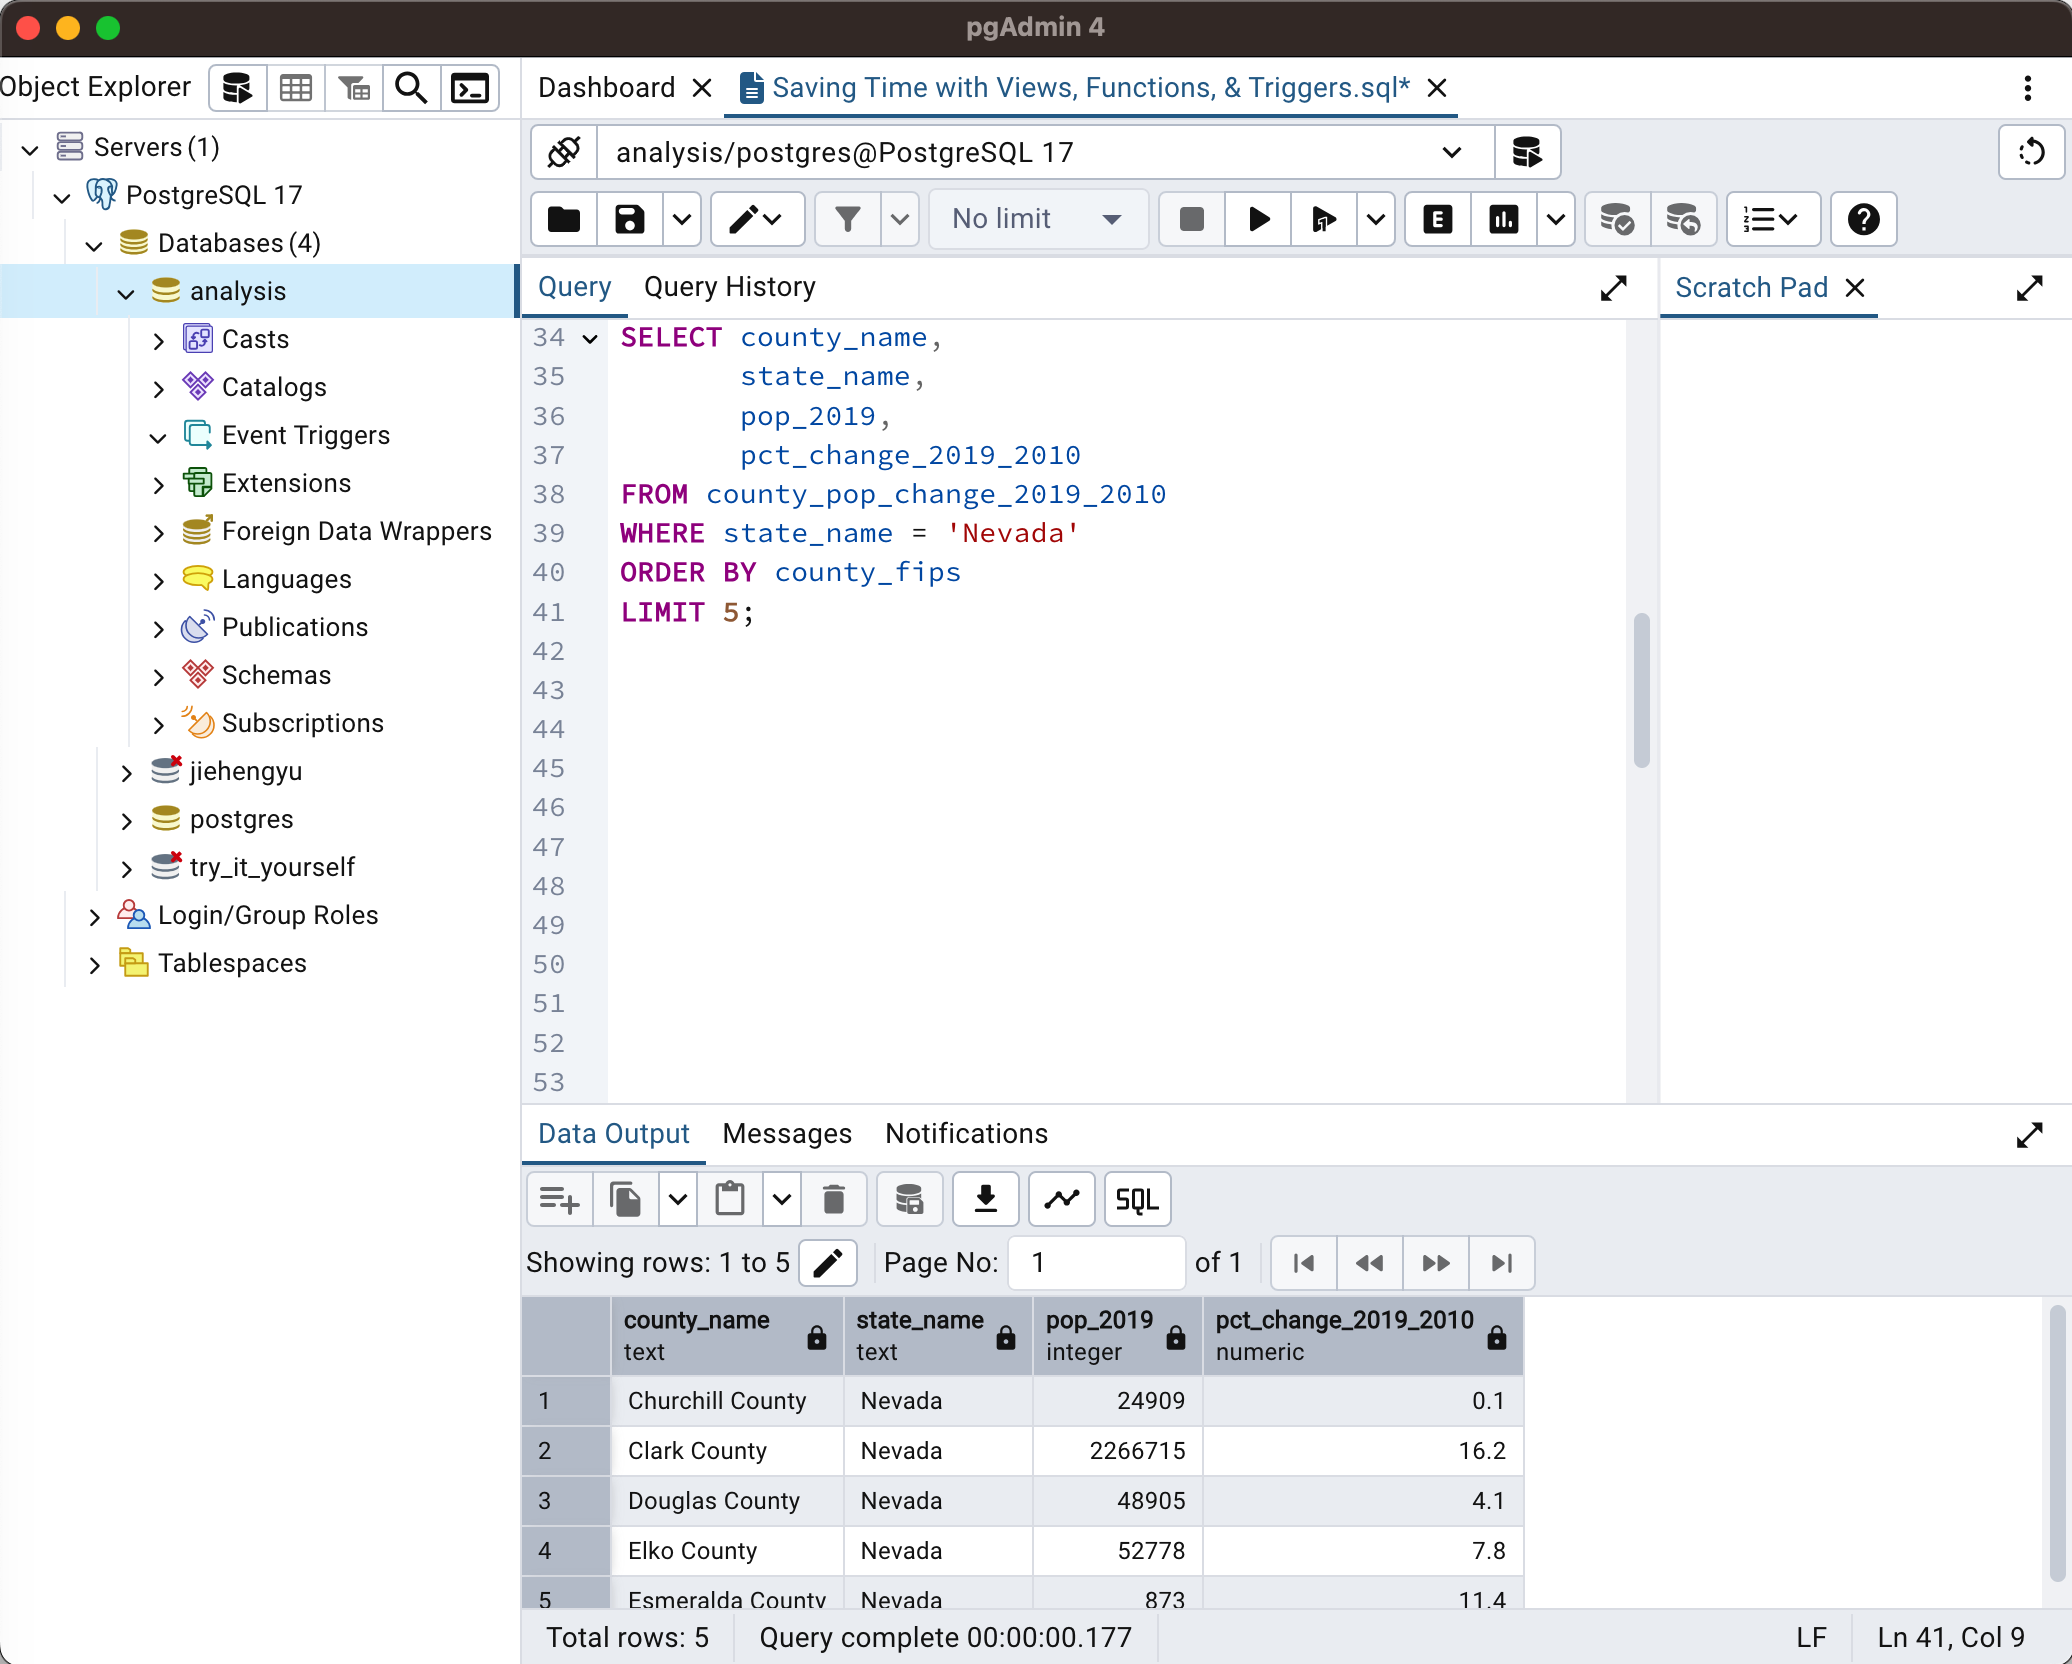 pgAdmin 4
Object Explorer
Servers (1)
PostgreSQL 17
Databases (4)
analysis
Casts
Catalogs
Event Triggers
Extensions
Foreign Data Wrappers
Languages
Publications
Schemas
Subscriptions
jiehengyu
postgres
try_it_yourself
Login/Group Roles
Tablespaces
Dashboard
Saving Time with Views, Functions, & Triggers.sql*
analysis/postgres@PostgreSQL 17
No limit
E
Query Query History
Scratch Pad
34 SELECT county_name,
35 state_name,
36 pop_2019,
37 pct_change_2019_2010
38 FROM county_pop_change_2019_2010
39 WHERE state_name = 'Nevada'
40 ORDER BY county_fips
41 LIMIT 5;
42
43
44
45
46
47
48
49
50
51
52
53
Data Output Messages Notifications
SQL
Showing rows: 1 to 5 Page No: 1 of 1
county_name state_name pop_2019 pct_change_2019_2010
text text integer numeric
1 Churchill County Nevada 24909 0.1
2 Clark County Nevada 2266715 16.2
3 Douglas County Nevada 48905 4.1
4 Elko County Nevada 52778 7.8
5 Esmeralda County Nevada 873 11.4
Total rows: 5 Query complete 00:00:00.177 LF Ln 41, Col 9